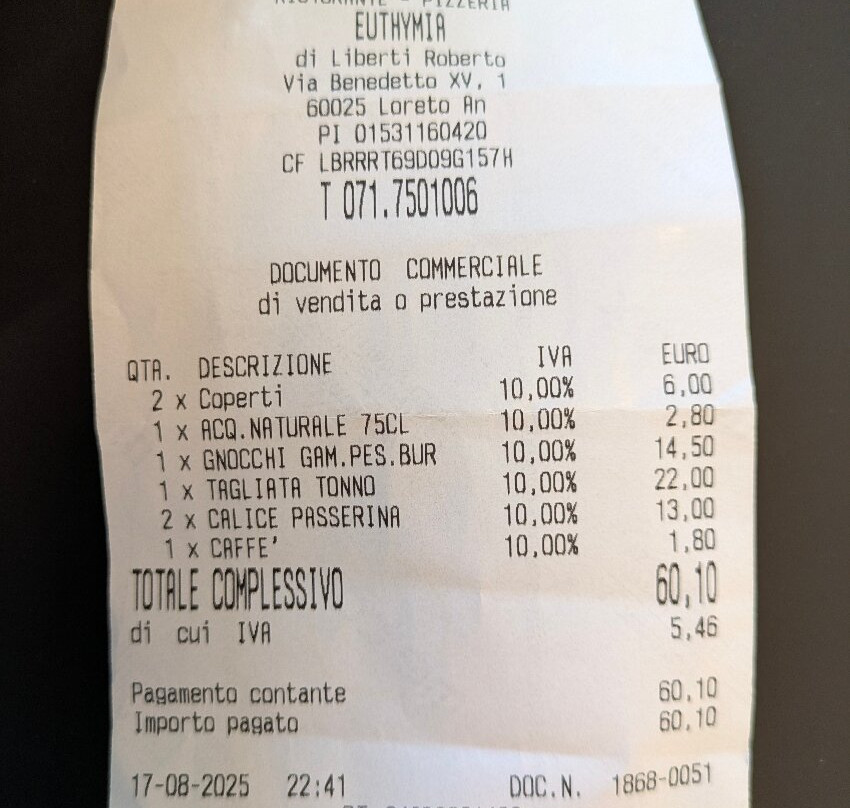 RISTORANTE - PIZZERIA
EUTHYMIA
di Liberti Roberto
Via Benedetto XV, 1
60025 Loreto An
PI 01531160420
CF LBRRRT69D09G157H
T 071.7501006
DOCUMENTO COMMERCIALE
di vendita o prestazione
QTA. DESCRIZIONE IVA EURO
2 x Coperti 10,00% 6,00
1 x ACQ.NATURALE 75CL 10,00% 2,80
1 x GNOCCHI GAM.PES.BUR 10,00% 14,50
1 x TAGLIATA TONNO 10,00% 22,00
2 x CALICE PASSERINA 10,00% 13,00
1 x CAFFE' 10,00% 1,80
TOTALE COMPLESSIVO 60,10
di cui IVA 5,46
Pagamento contante 60,10
Importo pagato 60,10
17-08-2025 22:41 DOC.N. 1868-0051